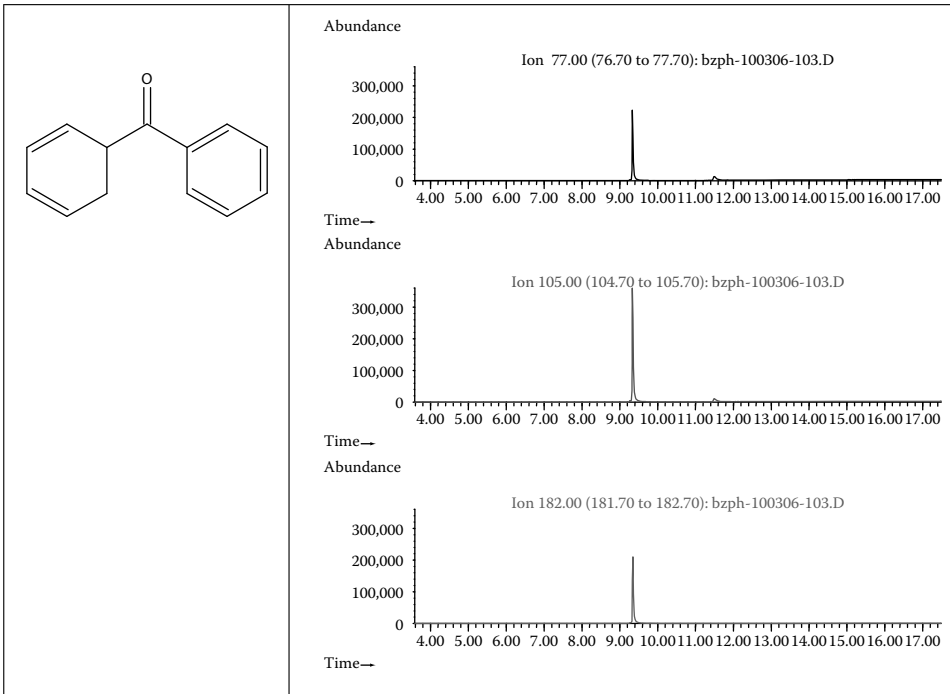 O
Abundance
Ion 77.00 (76.70 to 77.70): bzph-100306-103.D
300,000
200,000
100,000
0
4.00 5.00 6.00 7.00 8.00 9.00 10.00 11.00 12.00 13.00 14.00 15.00 16.00 17.00
Time→
Abundance
Ion 105.00 (104.70 to 105.70): bzph-100306-103.D
300,000
200,000
100,000
0
4.00 5.00 6.00 7.00 8.00 9.00 10.00 11.00 12.00 13.00 14.00 15.00 16.00 17.00
Time→
Abundance
Ion 182.00 (181.70 to 182.70): bzph-100306-103.D
300,000
200,000
100,000
0
4.00 5.00 6.00 7.00 8.00 9.00 10.00 11.00 12.00 13.00 14.00 15.00 16.00 17.00
Time→